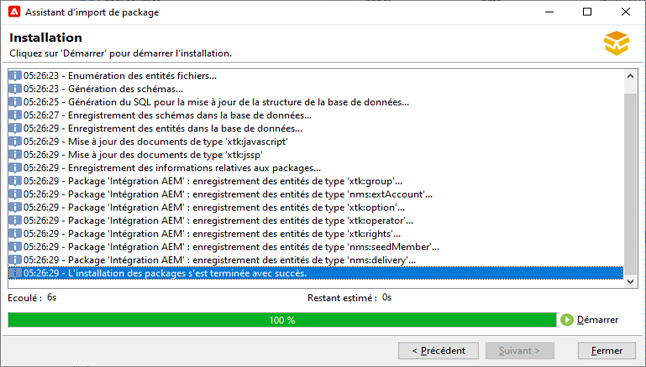 Assistant d'import de package
Installation
Cliquez sur 'Démarrer' pour démarrer l'installation.
05:26:23 - Enumération des entités fichiers...
05:26:23 - Génération des schémas...
05:26:25 - Génération du SQL pour la mise à jour de la structure de la base de données...
05:26:27 - Enregistrement des schémas dans la base de données...
05:26:29 - Enregistrement des entités dans la base de données...
05:26:29 - Mise à jour des documents de type 'xtk:javascript'
05:26:29 - Mise à jour des documents de type 'xtk:jssp'
05:26:29 - Enregistrement des informations relatives aux packages...
05:26:29 - Package 'Intégration AEM' : enregistrement des entités de type 'xtk:group'...
05:26:29 - Package 'Intégration AEM' : enregistrement des entités de type 'nms:extAccount'...
05:26:29 - Package 'Intégration AEM' : enregistrement des entités de type 'xtk:option'...
05:26:29 - Package 'Intégration AEM' : enregistrement des entités de type 'xtk:operator'...
05:26:29 - Package 'Intégration AEM' : enregistrement des entités de type 'xtk:rights'...
05:26:29 - Package 'Intégration AEM' : enregistrement des entités de type 'nms:seedMember'...
05:26:29 - Package 'Intégration AEM' : enregistrement des entités de type 'nms:delivery'...
05:26:29 - L'installation des packages s'est terminée avec succès.
Ecoulé : 6s Restant estimé : 0s
100 % Démarrer
< Précédent Suivant > Fermer